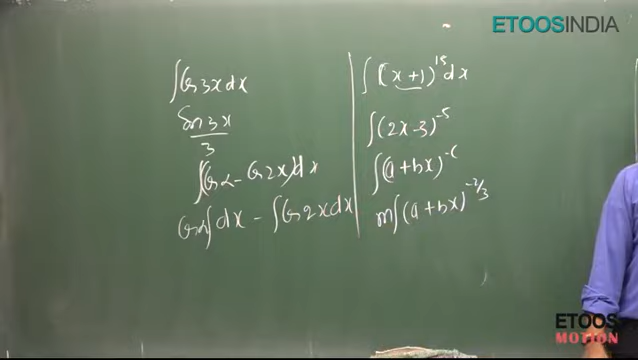 ETOOSINDIA
∫Cos 3x dx
Sin 3x / 3
∫(Cos α - Cos 2x) dx
Cos α ∫dx - ∫Cos 2x dx
∫(x+1)^15 dx
∫(2x-3)^-5
∫(a+bx)
m∫(a+bx)^-2/3
ETOOS
MOTION